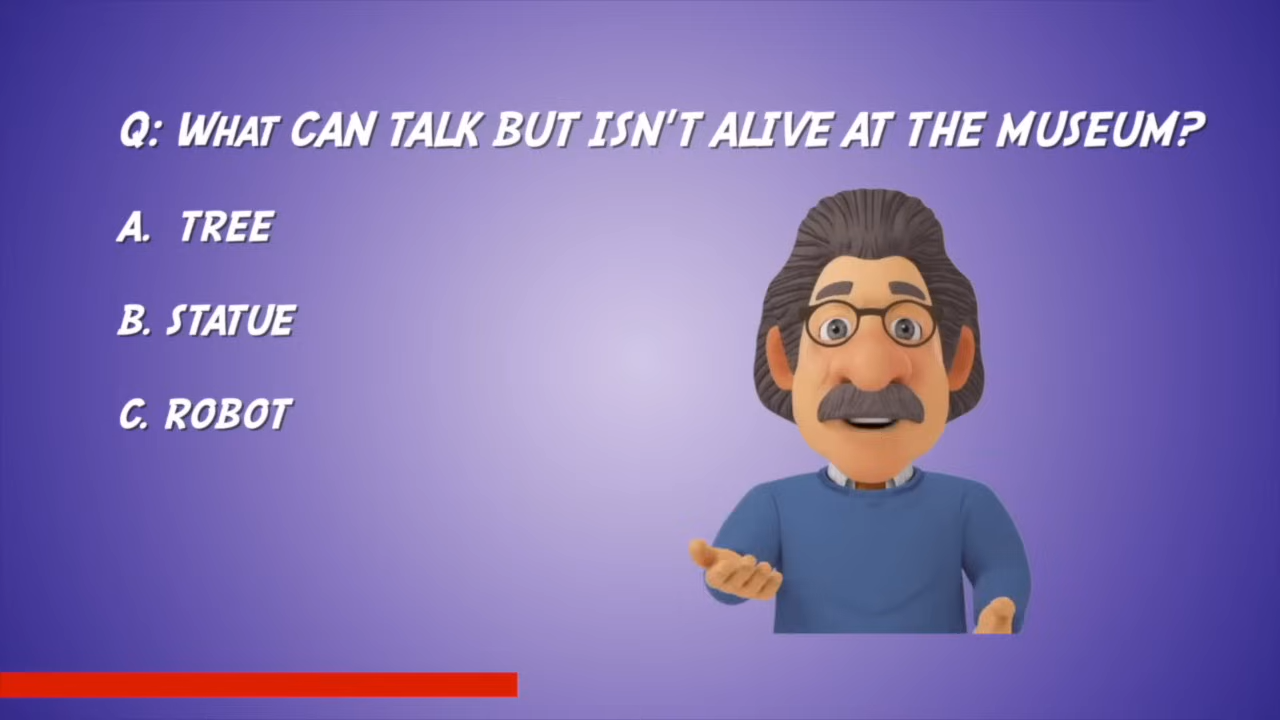 Q: What CAN TALK BUT ISN'T ALIVE AT THE MUSEUM?
A. TREE
B. STATUE
C. ROBOT